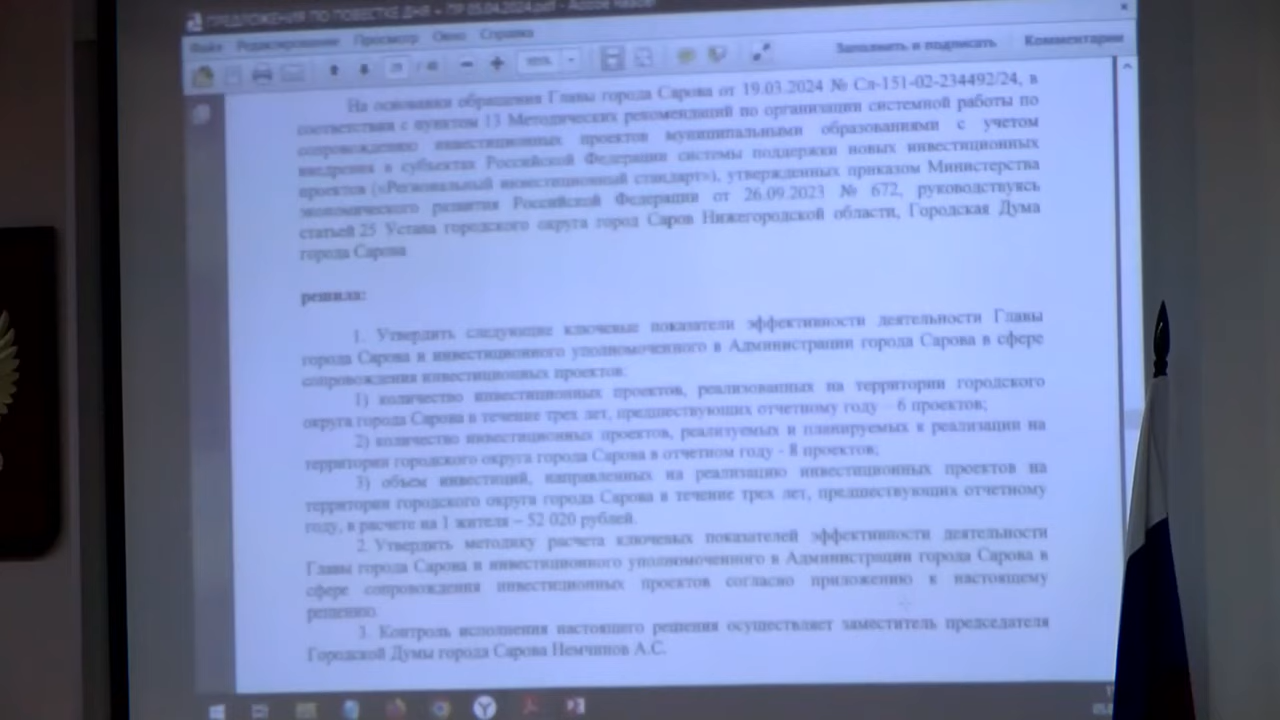 ПРЕДЛОЖЕНИЯ ПО ПОВЕСТКЕ ДНЯ + ПР 05.04.2024.pdf - Adobe Reader
Файл Редактирование Просмотр Окно Справка
Заполнить и подписать Комментарии
На основании обращения Главы города Сарова от 19.03.2024 № Сл-151-02-234492/24, в
соответствии с пунктом 13 Методических рекомендаций по организации системной работы по
сопровождению инвестиционных проектов муниципальными образованиями с учетом
внедрения в субъектах Российской Федерации системы поддержки новых инвестиционных
проектов («Региональный инвестиционный стандарт»), утвержденных приказом Министерства
экономического развития Российской Федерации от 26.09.2023 № 672, руководствуясь
статьей 25 Устава городского округа город Саров Нижегородской области, Городская Дума
города Сарова
решила:
1. Утвердить следующие ключевые показатели эффективности деятельности Главы
города Сарова и инвестиционного уполномоченного в Администрации города Сарова в сфере
сопровождения инвестиционных проектов:
1) количество инвестиционных проектов, реализованных на территории городского
округа города Сарова в течение трех лет, предшествующих отчетному году – 6 проектов;
2) количество инвестиционных проектов, реализуемых и планируемых к реализации на
территории городского округа города Сарова в отчетном году - 8 проектов;
3) объем инвестиций, направленных на реализацию инвестиционных проектов на
территории городского округа города Сарова в течение трех лет, предшествующих отчетному
году, в расчете на 1 жителя – 52 020 рублей.
2. Утвердить методику расчета ключевых показателей эффективности деятельности
Главы города Сарова и инвестиционного уполномоченного в Администрации города Сарова в
сфере сопровождения инвестиционных проектов согласно приложению к настоящему
решению.
3. Контроль исполнения настоящего решения осуществляет заместитель председателя
Городской Думы города Сарова Немчинов А.С.